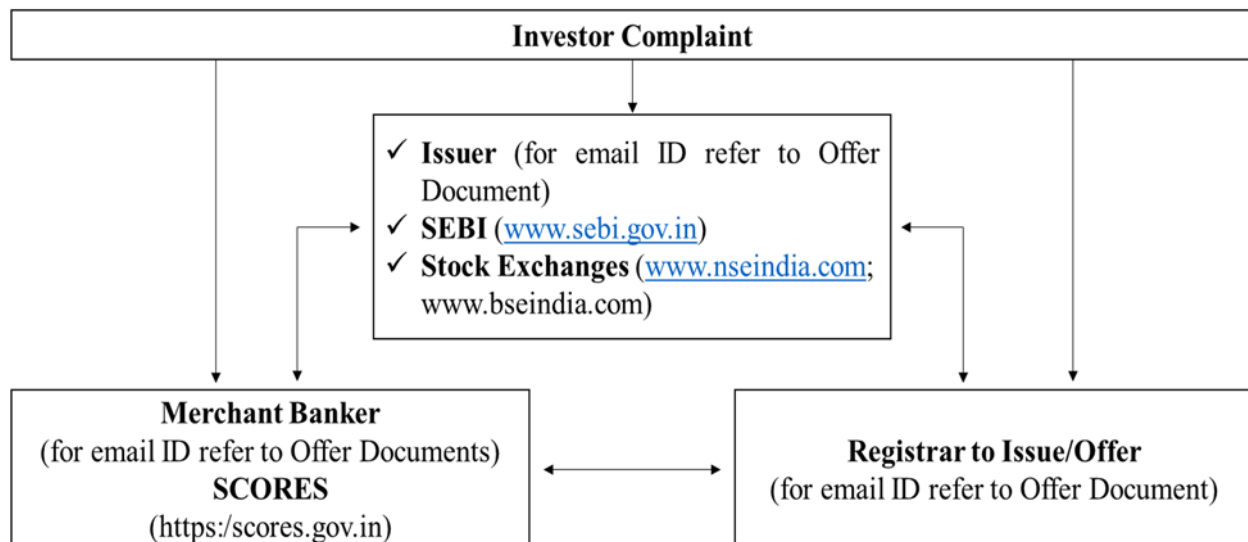 Investor Complaint
✓ Issuer (for email ID refer to Offer
Document)
✓ SEBI (www.sebi.gov.in)
✓ Stock Exchanges (www.nseindia.com;
www.bseindia.com)
Merchant Banker
(for email ID refer to Offer Documents)
SCORES
(https:/scores.gov.in)
Registrar to Issue/Offer
(for email ID refer to Offer Document)